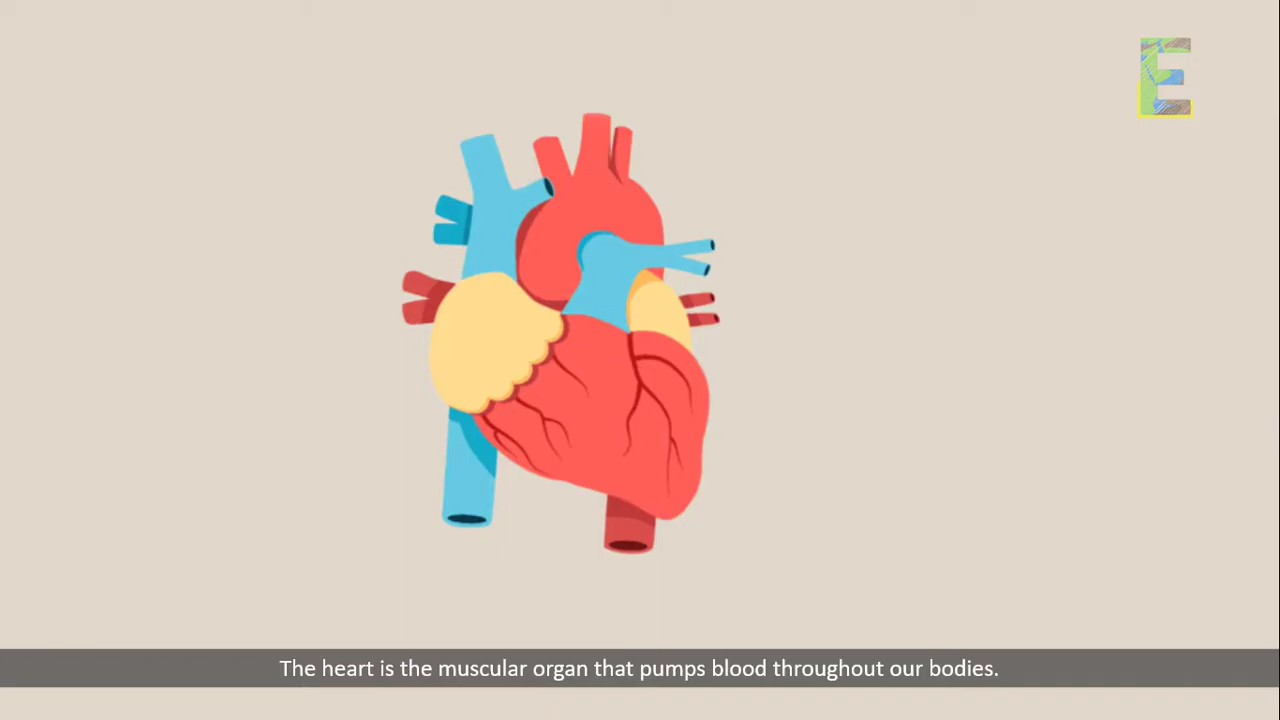 E
The heart is the muscular organ that pumps blood throughout our bodies.